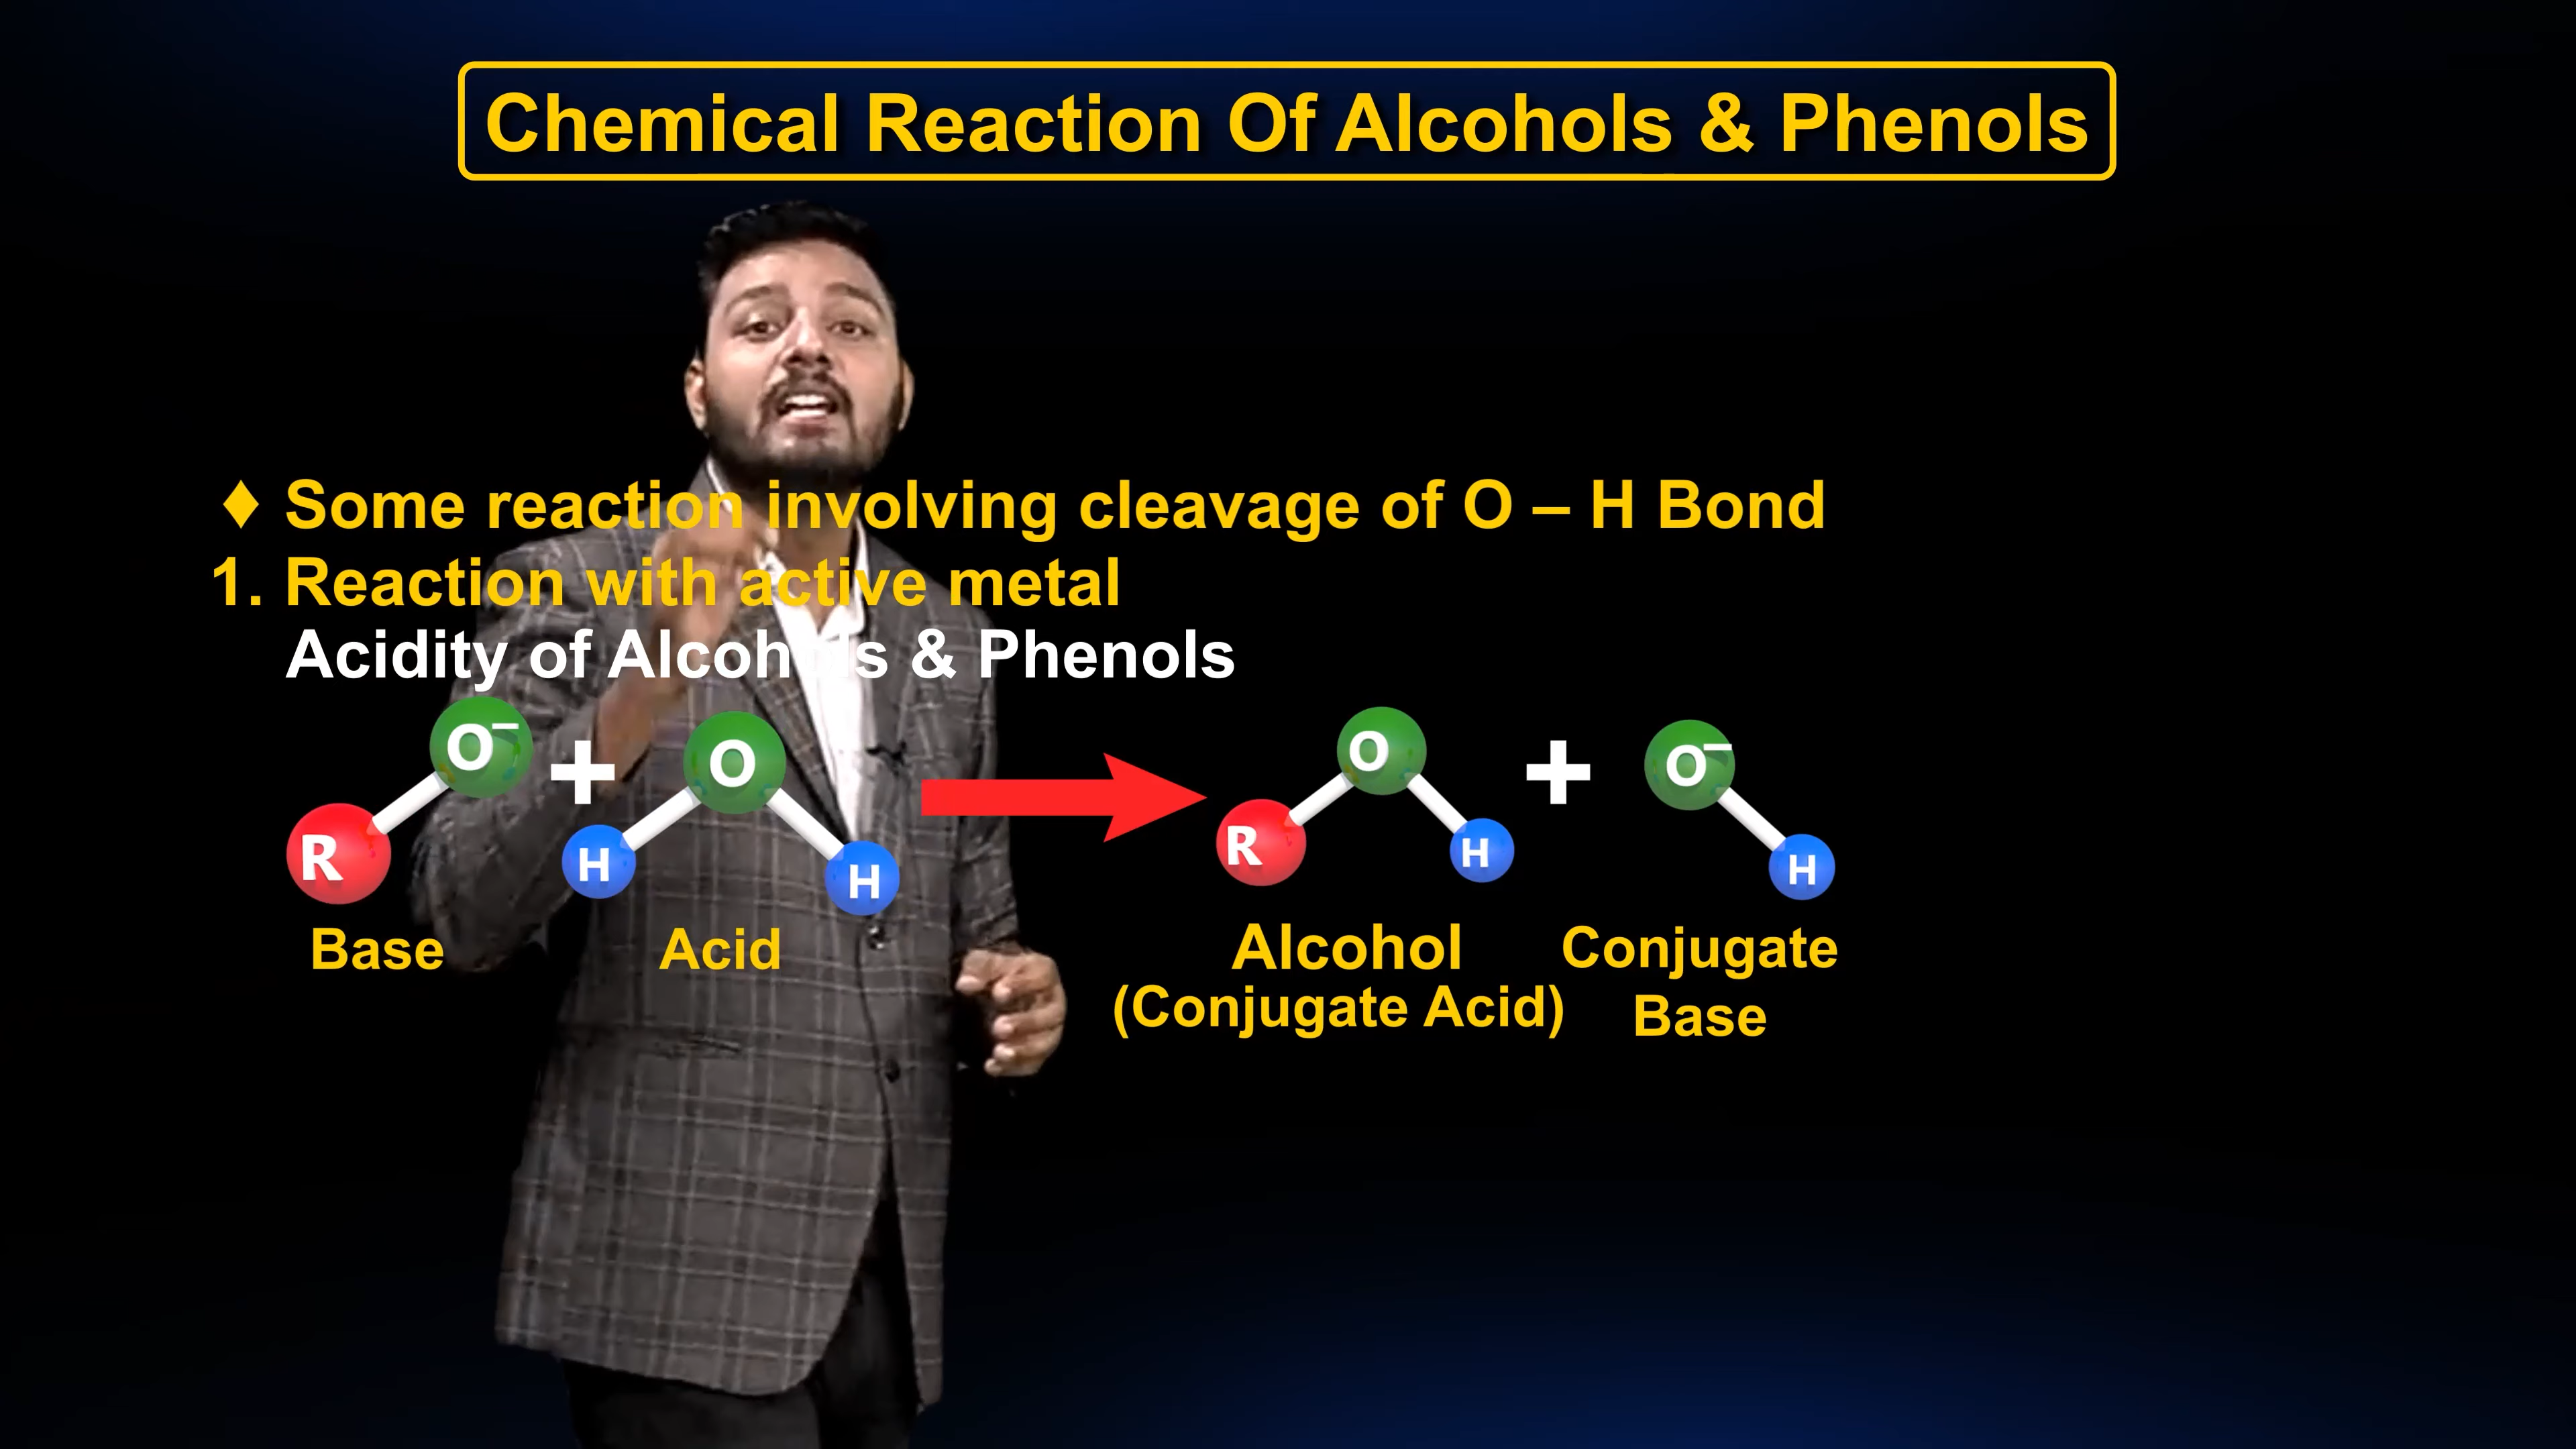 Chemical Reaction Of Alcohols & Phenols
♦ Some reaction involving cleavage of O – H Bond
1. Reaction with active metal
Acidity of Alcohols & Phenols
R O⁻ + H O H R O H + O⁻ H
Base Acid Alcohol Conjugate
(Conjugate Acid) Base